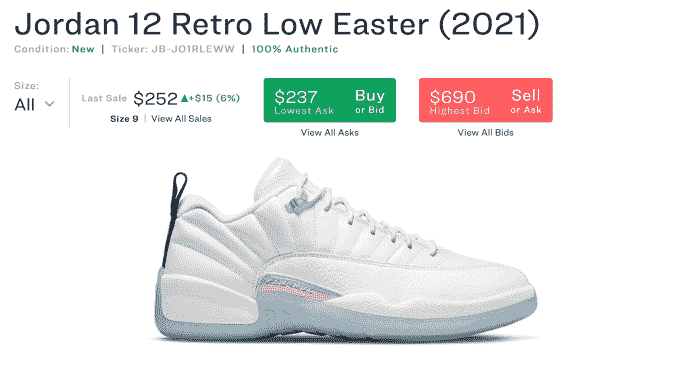 Jordan 12 Retro Low Easter (2021)
Condition: New | Ticker: JB-JO1RLEWW | 100% Authentic
Size:
All
Last Sale $252 ▲+$15 (6%)
Size 9 | View All Sales
$237 Buy
Lowest Ask or Bid
View All Asks
$690 Sell
Highest Bid or Ask
View All Bids